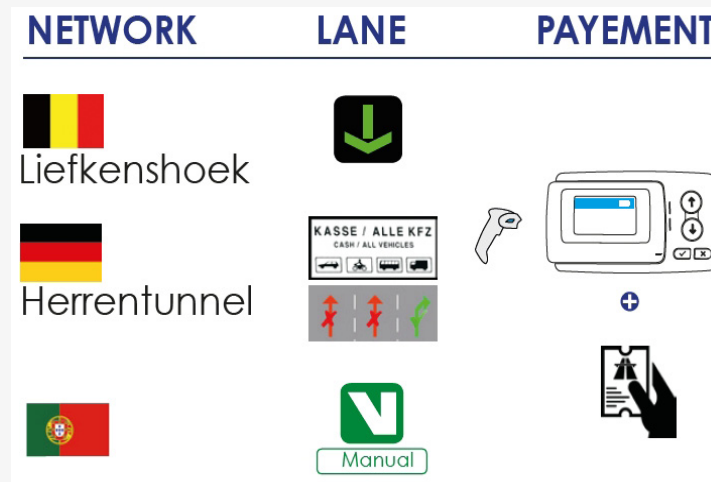 NETWORK LANE PAYEMENT
Liefkenshoek
KASSE / ALLE KFZ
CASH / ALL VEHICLES
Herrentunnel
V
Manual